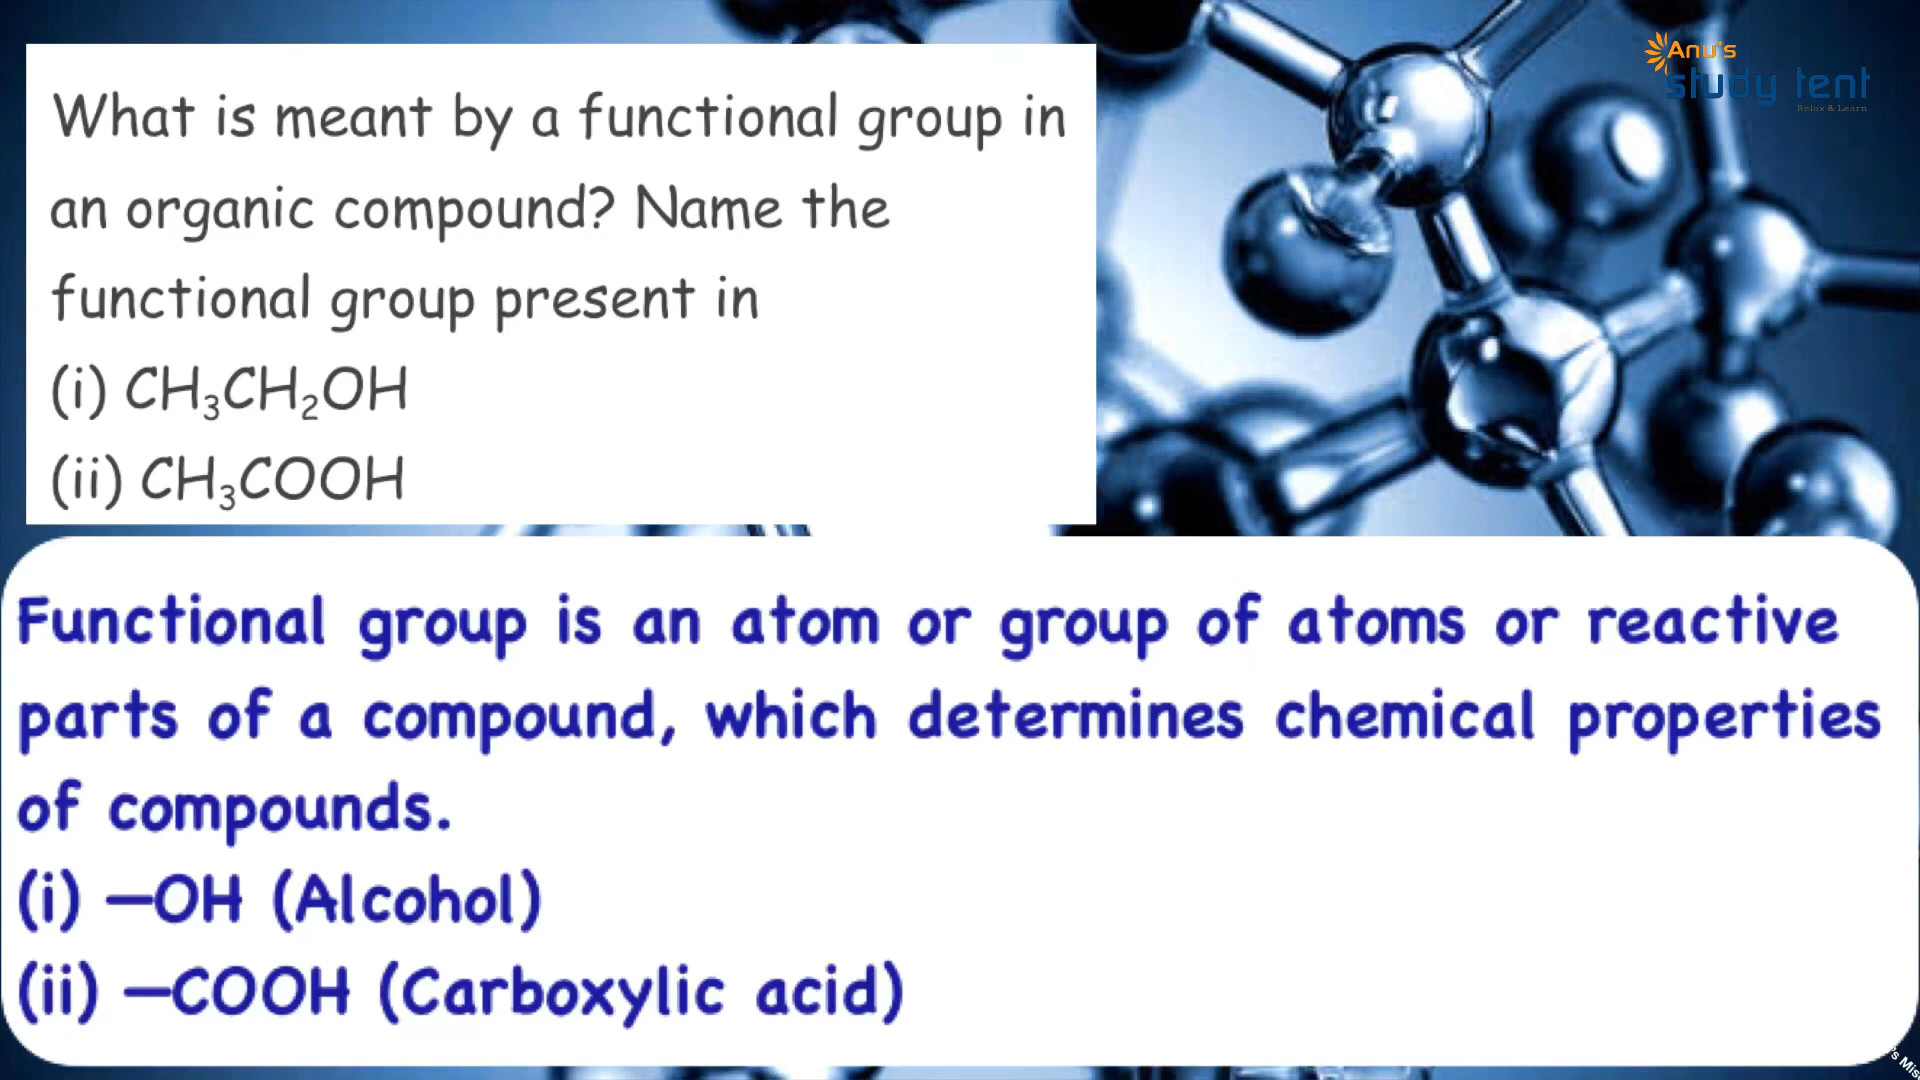 Anu's
study tent
Relax & Learn
What is meant by a functional group in
an organic compound? Name the
functional group present in
(i) CH₃CH₂OH
(ii) CH₃COOH
Functional group is an atom or group of atoms or reactive
parts of a compound, which determines chemical properties
of compounds.
(i) —OH (Alcohol)
(ii) —COOH (Carboxylic acid)